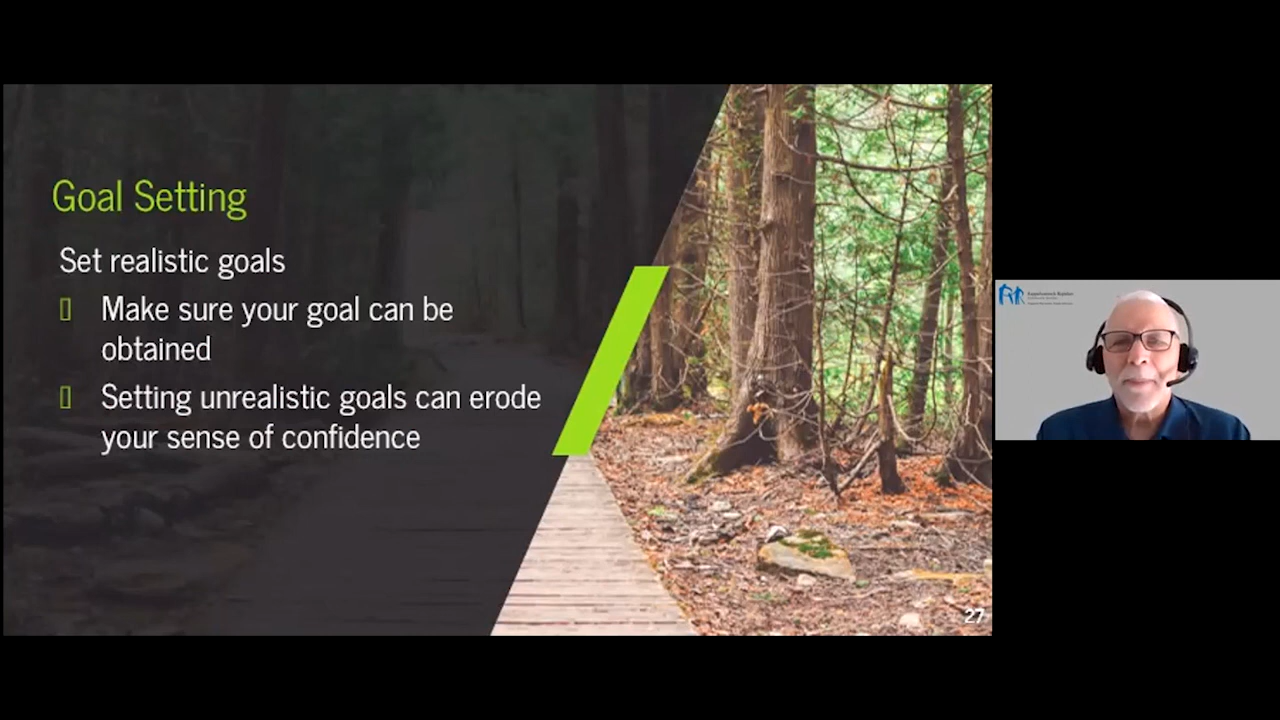 Goal Setting
Set realistic goals
Make sure your goal can be
obtained
Setting unrealistic goals can erode
your sense of confidence
27